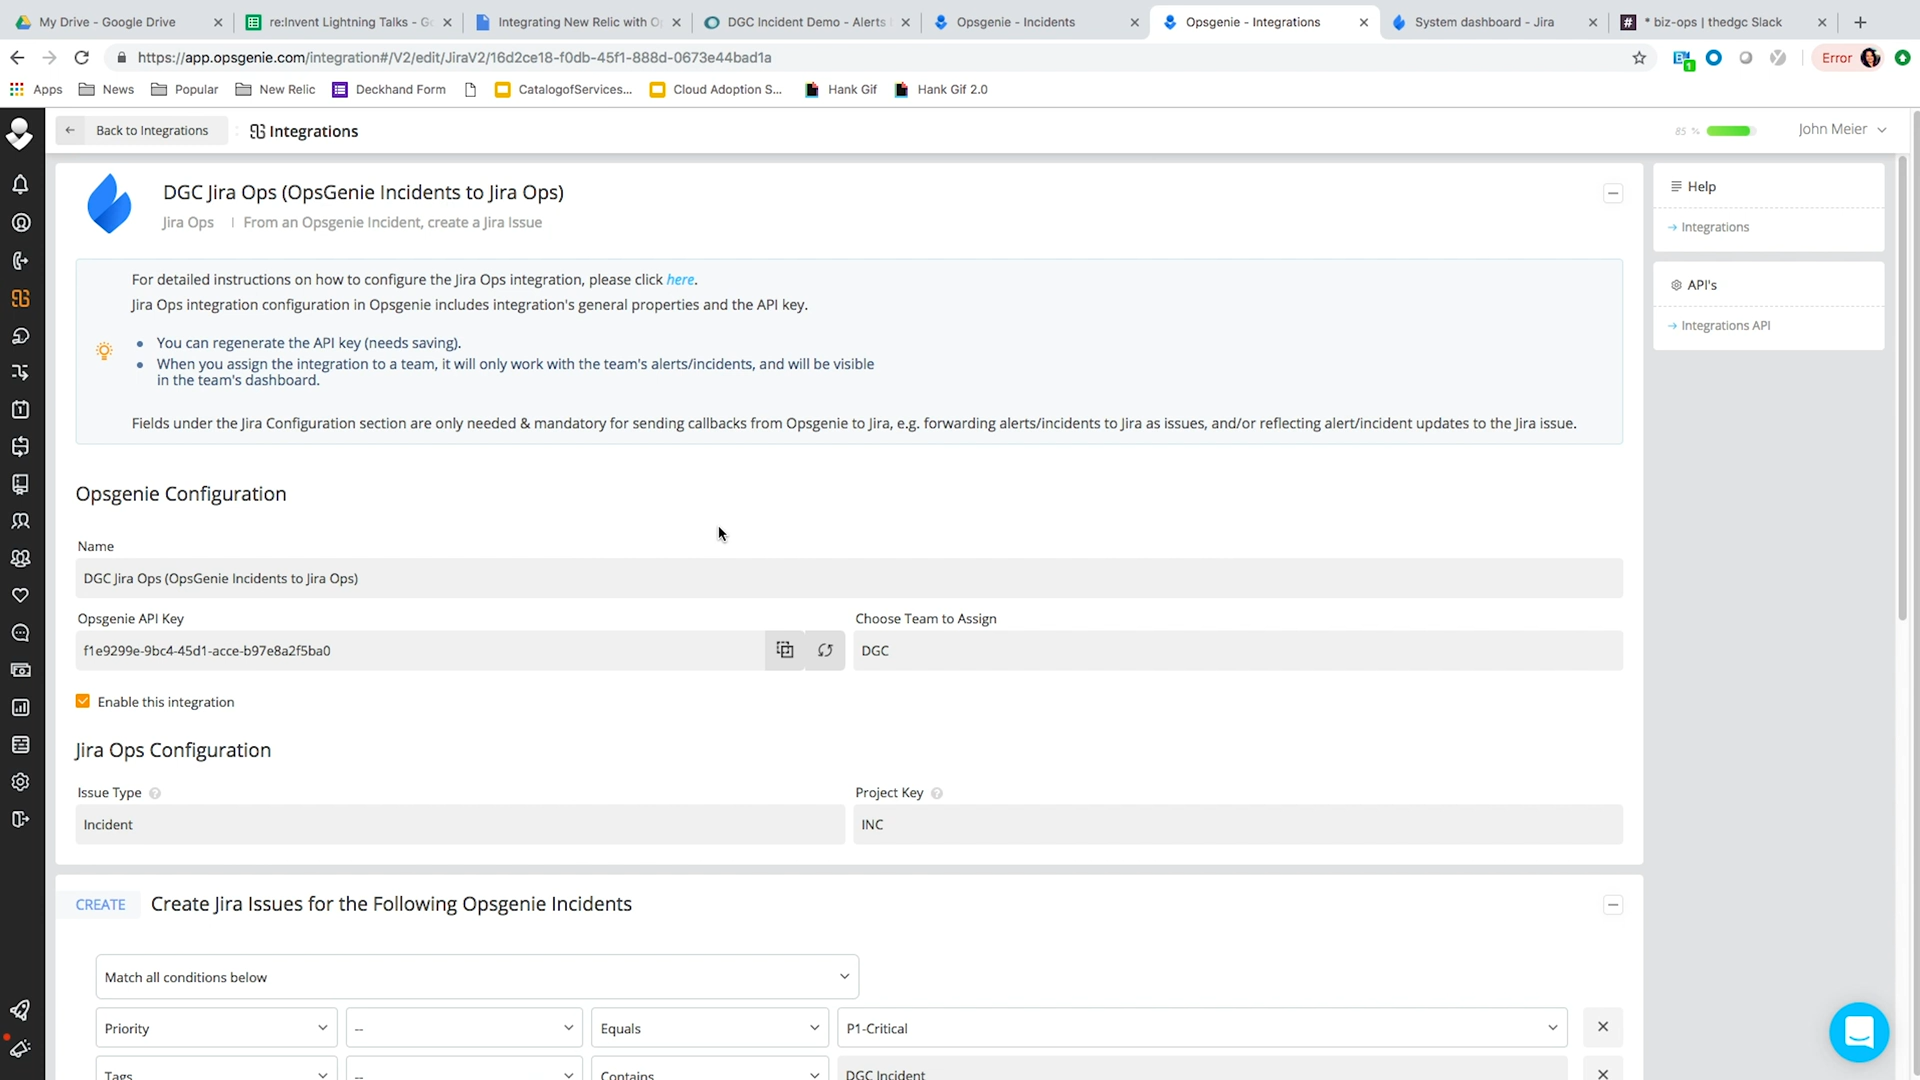 My Drive - Google Drive
re:Invent Lightning Talks - G
Integrating New Relic with O
DGC Incident Demo - Alerts
Opsgenie - Incidents
Opsgenie - Integrations
System dashboard - Jira
* biz-ops | thedgc Slack
https://app.opsgenie.com/integration#/V2/edit/JiraV2/16d2ce18-f0db-45f1-888d-0673e44bad1a
Error
Apps
News
Popular
New Relic
Deckhand Form
CatalogofServices...
Cloud Adoption S...
Hank Gif
Hank Gif 2.0
Back to Integrations
Integrations
85 %
John Meier
DGC Jira Ops (OpsGenie Incidents to Jira Ops)
Jira Ops | From an Opsgenie Incident, create a Jira Issue
For detailed instructions on how to configure the Jira Ops integration, please click here.
Jira Ops integration configuration in Opsgenie includes integration's general properties and the API key.
You can regenerate the API key (needs saving).
When you assign the integration to a team, it will only work with the team's alerts/incidents, and will be visible
in the team's dashboard.
Fields under the Jira Configuration section are only needed & mandatory for sending callbacks from Opsgenie to Jira, e.g. forwarding alerts/incidents to Jira as issues, and/or reflecting alert/incident updates to the Jira issue.
Help
Integrations
API's
Integrations API
Opsgenie Configuration
Name
DGC Jira Ops (OpsGenie Incidents to Jira Ops)
Opsgenie API Key
Choose Team to Assign
f1e9299e-9bc4-45d1-acce-b97e8a2f5ba0
DGC
Enable this integration
Jira Ops Configuration
Issue Type
Project Key
Incident
INC
CREATE
Create Jira Issues for the Following Opsgenie Incidents
Match all conditions below
Priority
--
Equals
P1-Critical
Tags
--
Contains
DGC Incident